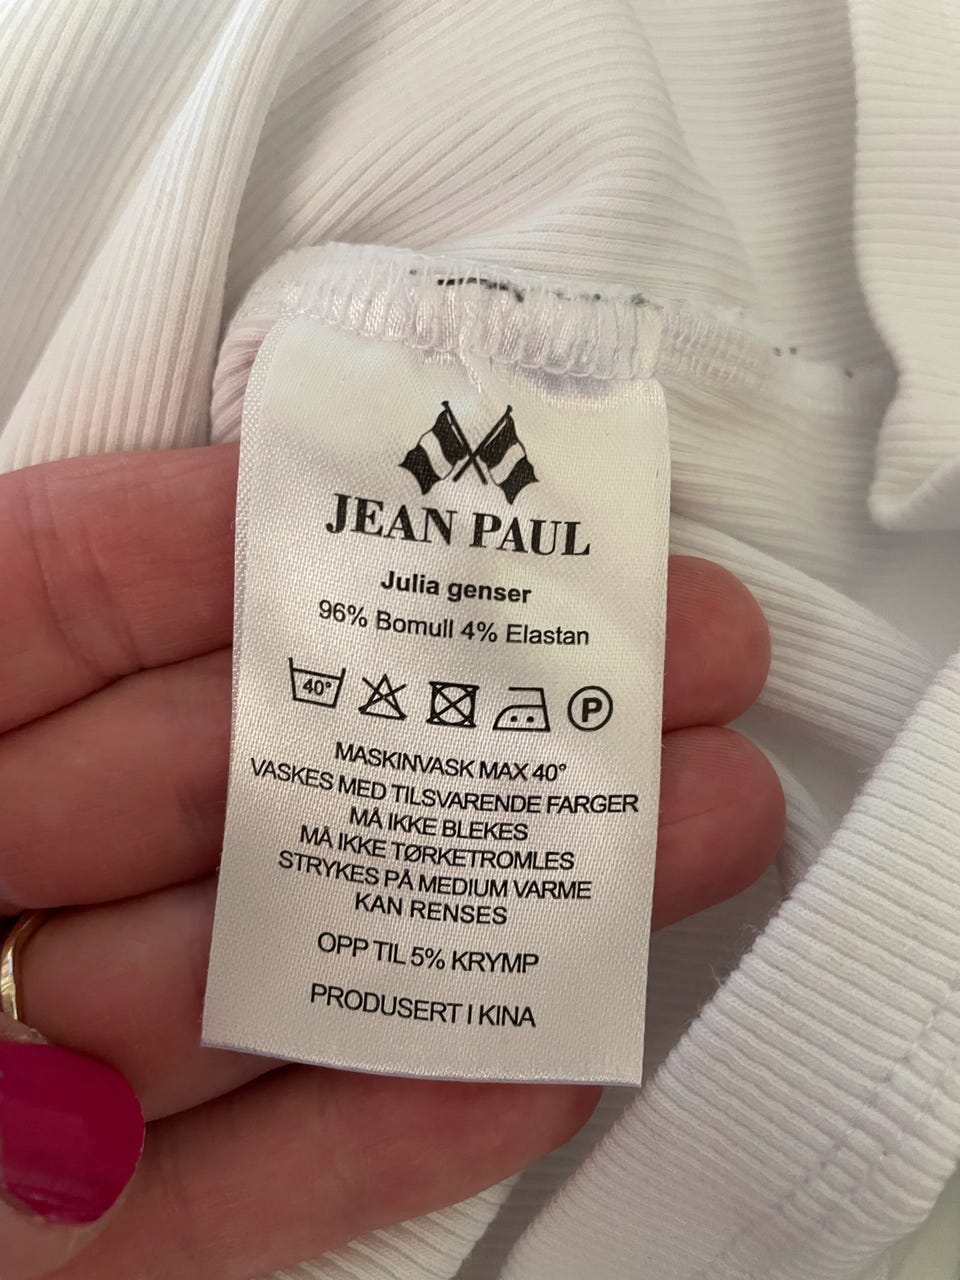 JEAN PAUL
Julia genser
96% Bomull 4% Elastan
40° P
MASKINVASK MAX 40°
VASKES MED TILSVARENDE FARGER
MÅ IKKE BLEKES
MÅ IKKE TØRKETROMLES
STRYKES PÅ MEDIUM VARME
KAN RENSES
OPP TIL 5% KRYMP
PRODUSERT I KINA